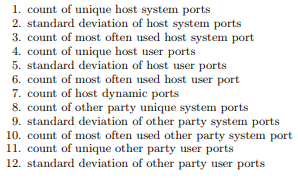 1. count of unique host system ports
2. standard deviation of host system ports
3. count of most often used host system port
4. count of unique host user ports
5. standard deviation of host user ports
6. count of most often used host user port
7. count of host dynamic ports
8. count of other party unique system ports
9. standard deviation of other party system ports
10. count of most often used other party system port
11. count of unique other party user ports
12. standard deviation of other party user ports